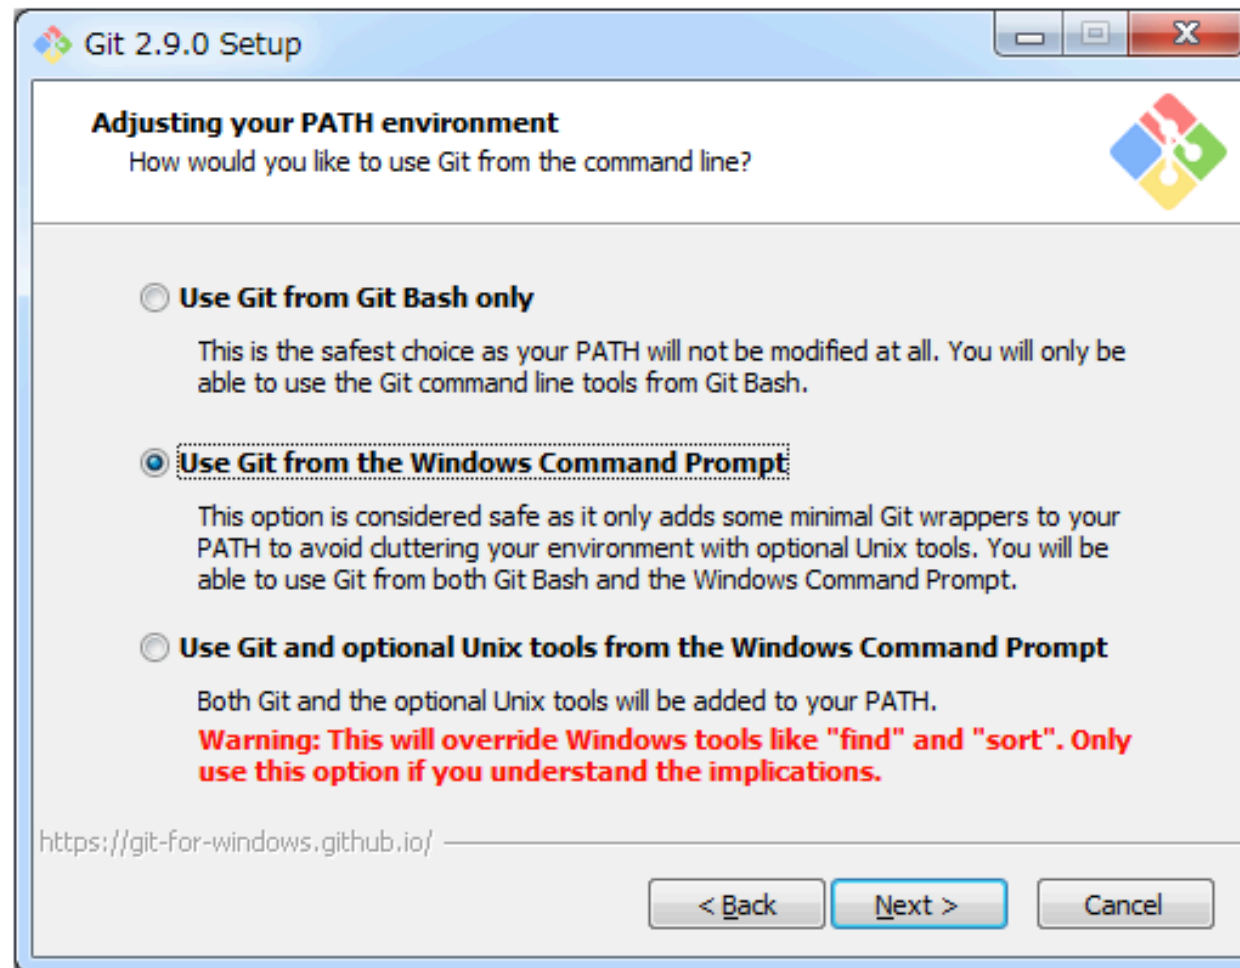 Git 2.9.0 Setup
Adjusting your PATH environment
How would you like to use Git from the command line?
Use Git from Git Bash only
This is the safest choice as your PATH will not be modified at all. You will only be
able to use the Git command line tools from Git Bash.
Use Git from the Windows Command Prompt
This option is considered safe as it only adds some minimal Git wrappers to your
PATH to avoid cluttering your environment with optional Unix tools. You will be
able to use Git from both Git Bash and the Windows Command Prompt.
Use Git and optional Unix tools from the Windows Command Prompt
Both Git and the optional Unix tools will be added to your PATH.
Warning: This will override Windows tools like "find" and "sort". Only
use this option if you understand the implications.
https://git-for-windows.github.io/
< Back Next > Cancel